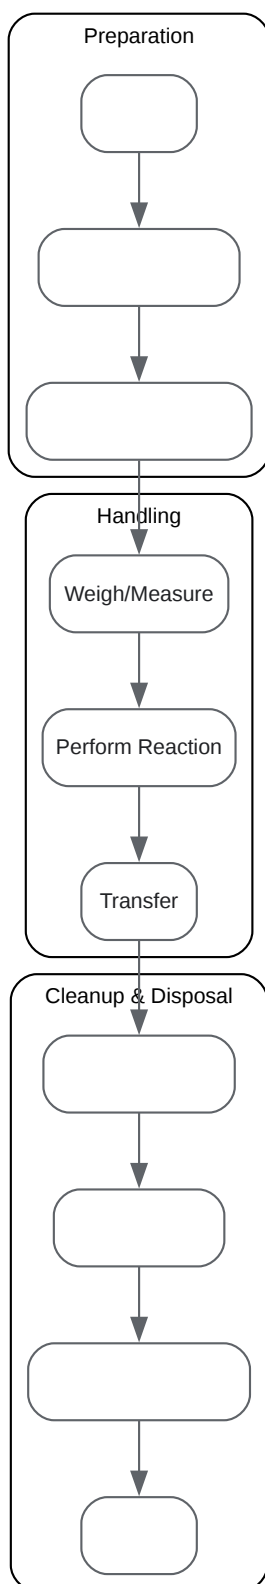 Preparation
Handling
Weigh/Measure
Perform Reaction
Transfer
Cleanup & Disposal